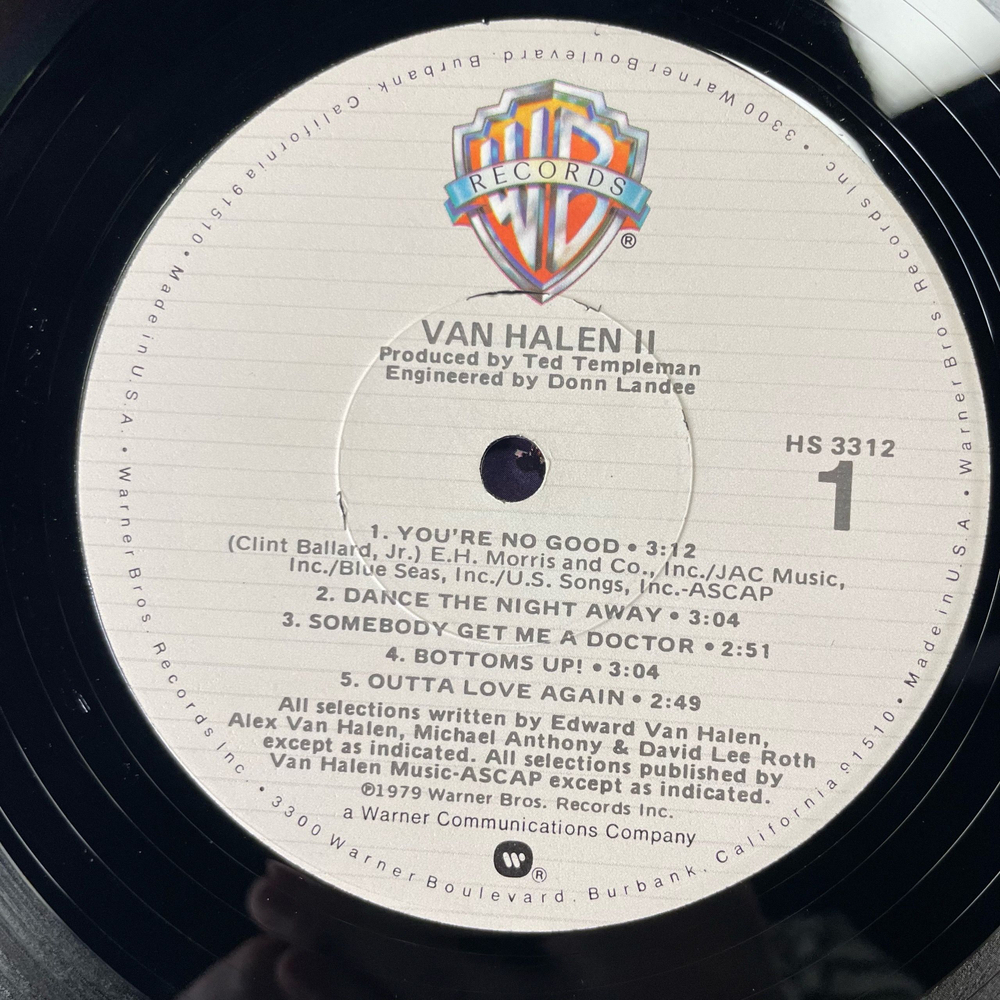 WB
RECORDS
®
VAN HALEN II
Produced by Ted Templeman
Engineered by Donn Landee
HS 3312
1
1. YOU'RE NO GOOD • 3:12
(Clint Ballard, Jr.) E.H. Morris and Co., Inc./JAC Music,
Inc./Blue Seas, Inc./U.S. Songs, Inc.-ASCAP
2. DANCE THE NIGHT AWAY • 3:04
3. SOMEBODY GET ME A DOCTOR • 2:51
4. BOTTOMS UP! • 3:04
5. OUTTA LOVE AGAIN • 2:49
All selections written by Edward Van Halen,
Alex Van Halen, Michael Anthony & David Lee Roth
except as indicated. All selections published by
Van Halen Music-ASCAP except as indicated.
℗1979 Warner Bros. Records Inc.
a Warner Communications Company
W ®
Warner Bros. Records Inc. • 3300 Warner Boulevard. Burbank. California 91510 • Made in U.S.A. •
Warner Bros. Records Inc. • 3300 Warner Boulevard. Burbank. California 91510 • Made in U.S.A. •